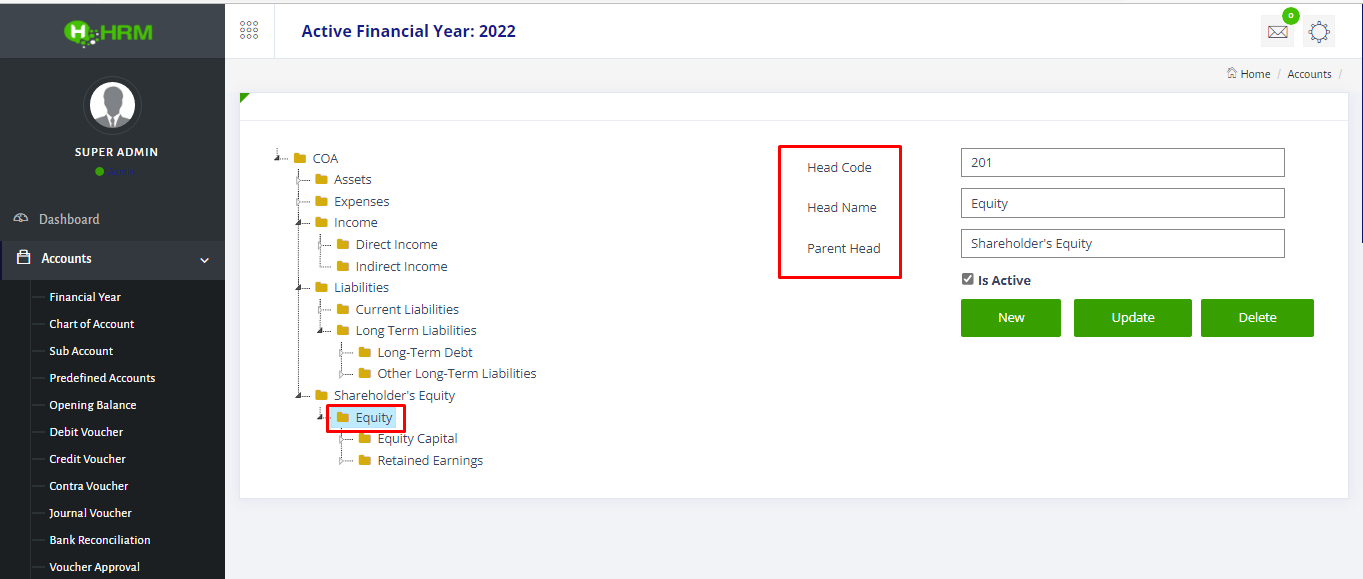 HRM
Active Financial Year: 2022
0
Home / Accounts /
SUPER ADMIN
Dashboard
Accounts
Financial Year
Chart of Account
Sub Account
Predefined Accounts
Opening Balance
Debit Voucher
Credit Voucher
Contra Voucher
Journal Voucher
Bank Reconciliation
Voucher Approval
COA
Assets
Expenses
Income
Direct Income
Indirect Income
Liabilities
Current Liabilities
Long Term Liabilities
Long-Term Debt
Other Long-Term Liabilities
Shareholder's Equity
Equity
Equity Capital
Retained Earnings
Head Code 201
Head Name Equity
Parent Head Shareholder's Equity
Is Active
New Update Delete